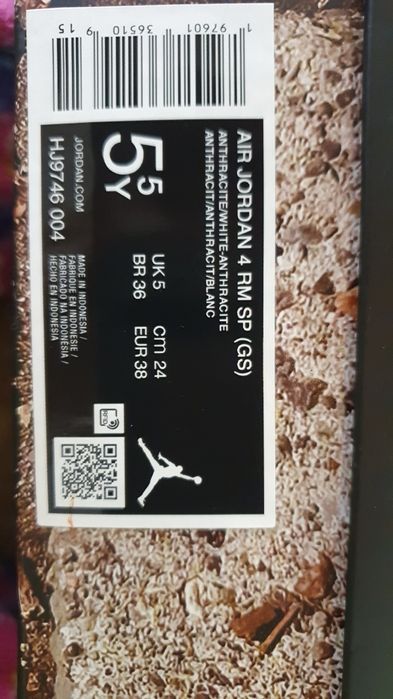 1 97601 36510 9 15
AIR JORDAN 4 RM SP (GS)
ANTHRACITE/WHITE-ANTHRACITE
ANTHRACIT/ANTHRACIT/BLANC
5 5Y
UK 5 cm 24
BR 36 EUR 38
JORDAN.COM
HJ9746 004
MADE IN INDONESIA /
FABRIQUE EN INDONESIE /
FABRICADO NA INDONÉSIA /
HECHO EN INDONESIA